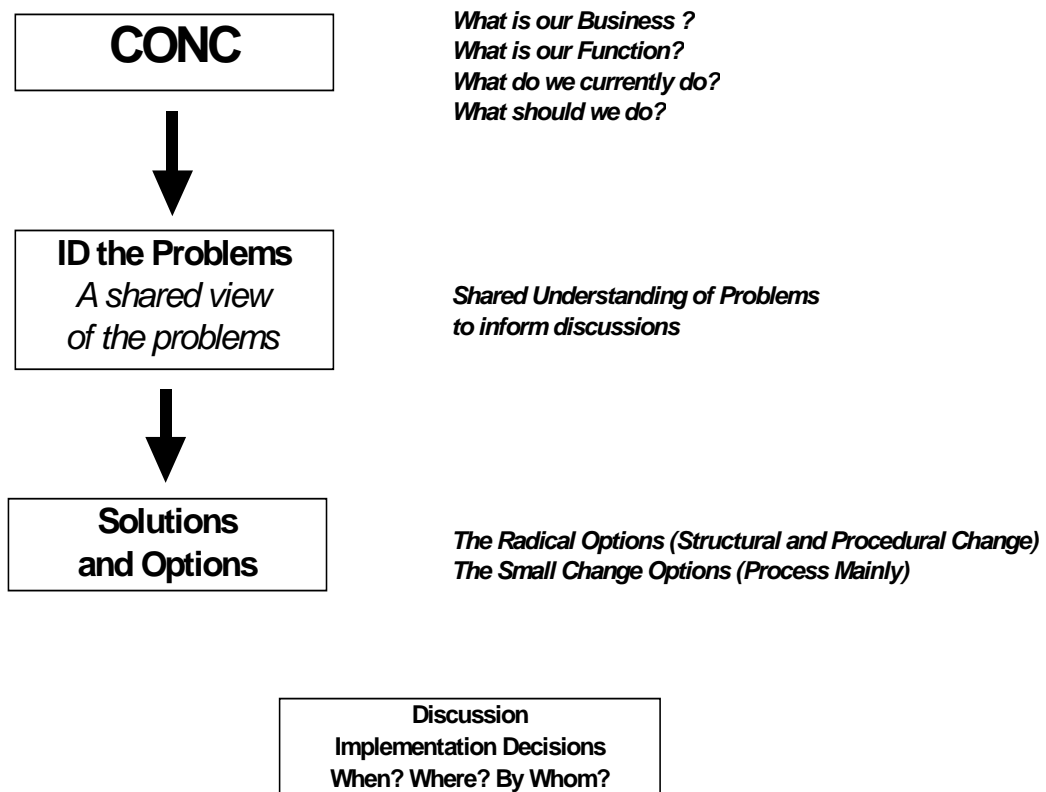 CONC
What is our Business ?
What is our Function?
What do we currently do?
What should we do?
ID the Problems
A shared view
of the problems
Shared Understanding of Problems
to inform discussions
Solutions
and Options
The Radical Options (Structural and Procedural Change)
The Small Change Options (Process Mainly)
Discussion
Implementation Decisions
When? Where? By Whom?